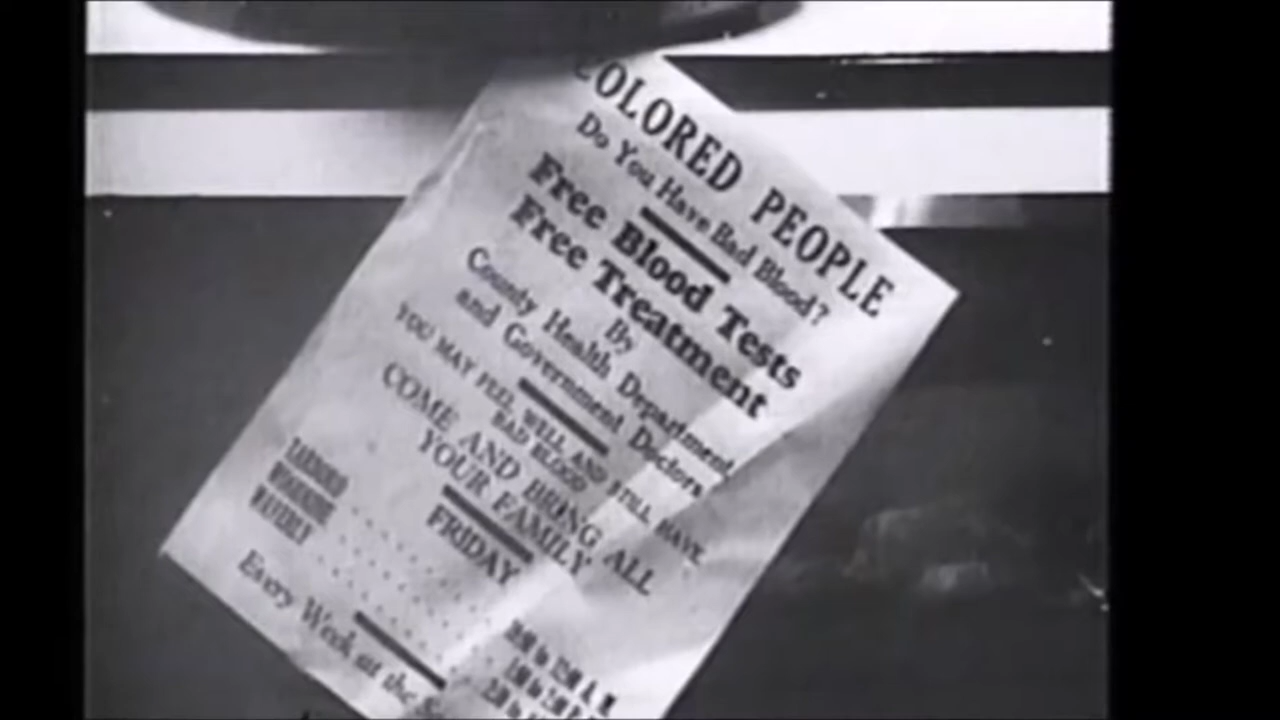 COLORED PEOPLE
Do You Have Bad Blood?
Free Blood Tests
Free Treatment
By
County Health Department
and Government Doctors
YOU MAY FEEL WELL AND STILL HAVE
BAD BLOOD
COME AND BRING ALL
YOUR FAMILY
FRIDAY
WAVERLY
Every Week at the